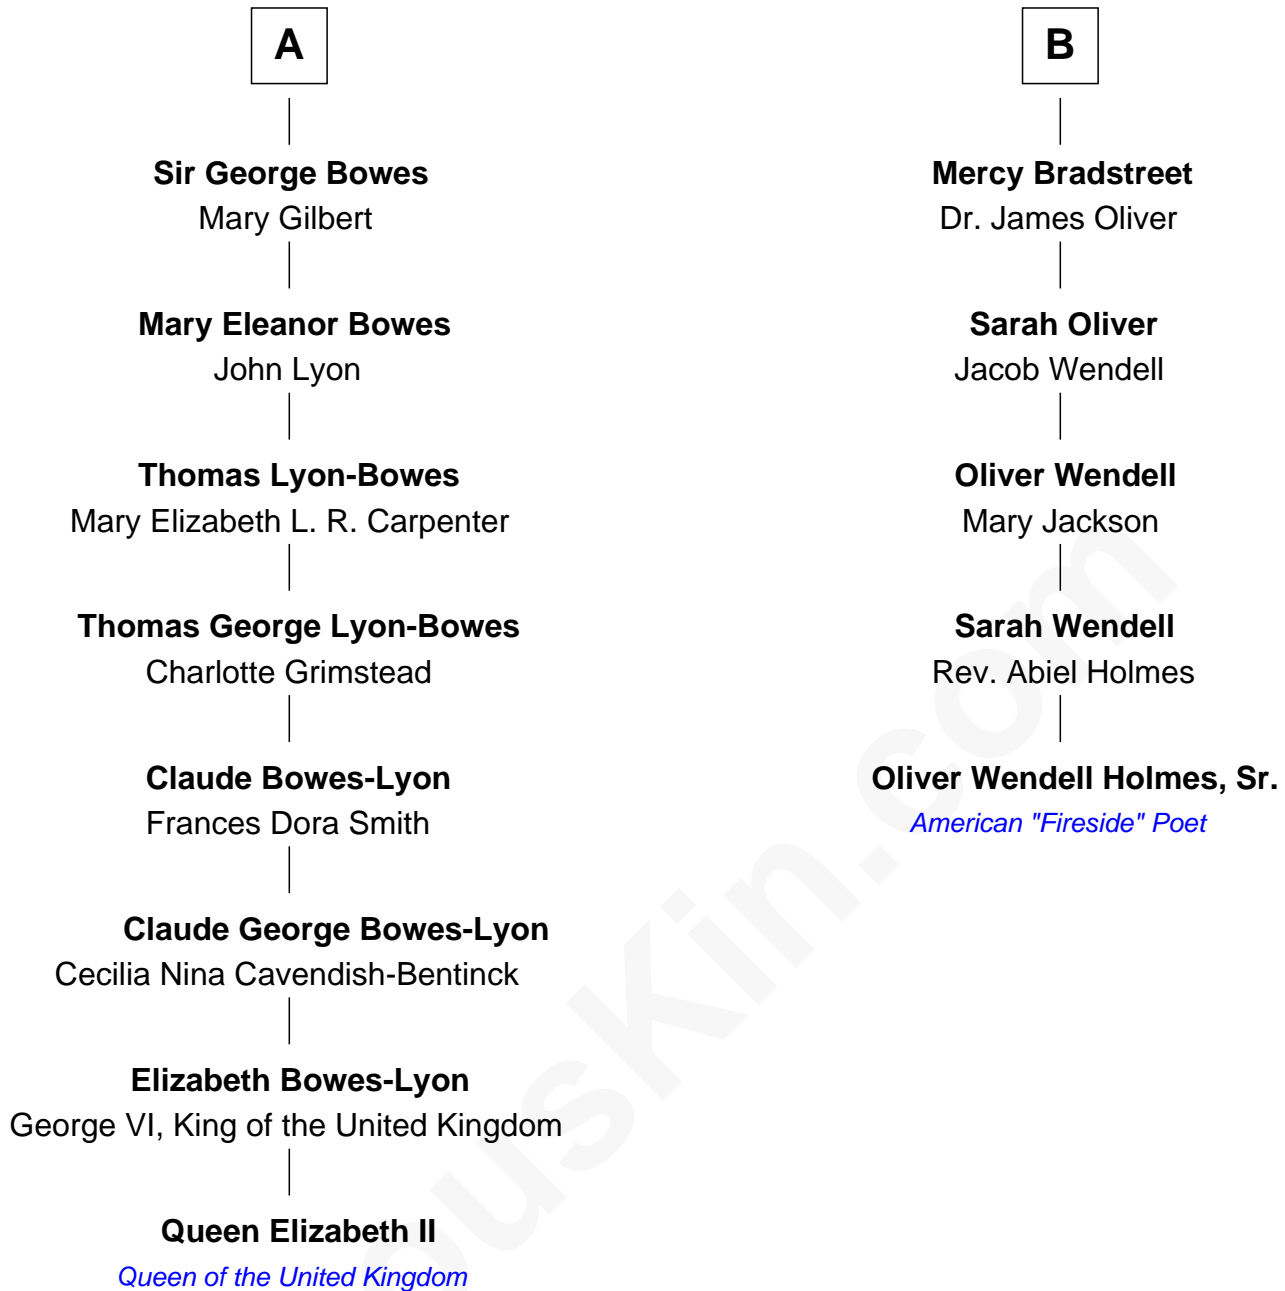 A
Sir George Bowes
Mary Gilbert
Mary Eleanor Bowes
John Lyon
Thomas Lyon-Bowes
Mary Elizabeth L. R. Carpenter
Thomas George Lyon-Bowes
Charlotte Grimstead
Claude Bowes-Lyon
Frances Dora Smith
Claude George Bowes-Lyon
Cecilia Nina Cavendish-Bentinck
Elizabeth Bowes-Lyon
George VI, King of the United Kingdom
Queen Elizabeth II
Queen of the United Kingdom
B
Mercy Bradstreet
Dr. James Oliver
Sarah Oliver
Jacob Wendell
Oliver Wendell
Mary Jackson
Sarah Wendell
Rev. Abiel Holmes
Oliver Wendell Holmes, Sr.
American "Fireside" Poet
ousKin.com